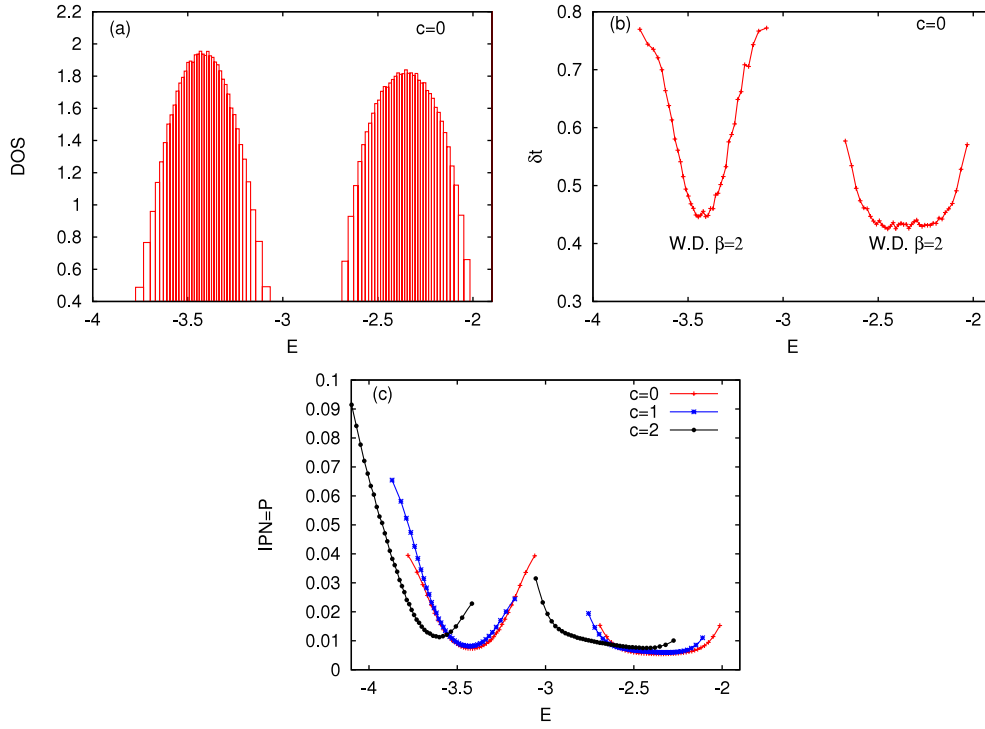 (a)
c=0
DOS
2.2
2
1.8
1.6
1.4
1.2
1
0.8
0.6
0.4
-4
-3.5
-3
-2.5
-2
E
(b)
c=0
δt
0.8
0.7
0.6
0.5
0.4
0.3
W.D. β=2
W.D. β=2
-4
-3.5
-3
-2.5
-2
E
(c)
c=0
c=1
c=2
IPN=P
0.1
0.09
0.08
0.07
0.06
0.05
0.04
0.03
0.02
0.01
0
-4
-3.5
-3
-2.5
-2
E